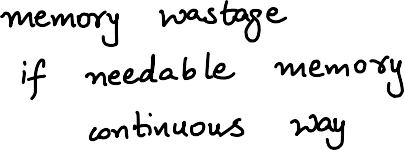 memory wastage
if needable memory
continuous way